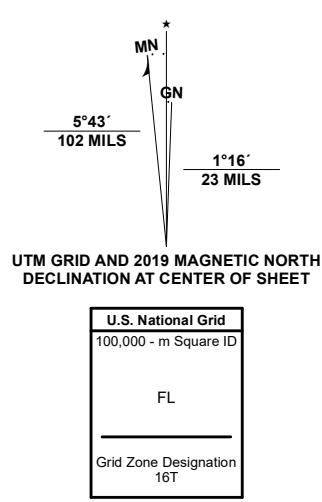 MN
GN
5°43´
102 MILS
1°16´
23 MILS
UTM GRID AND 2019 MAGNETIC NORTH
DECLINATION AT CENTER OF SHEET
U.S. National Grid
100,000 - m Square ID
FL
Grid Zone Designation
16T